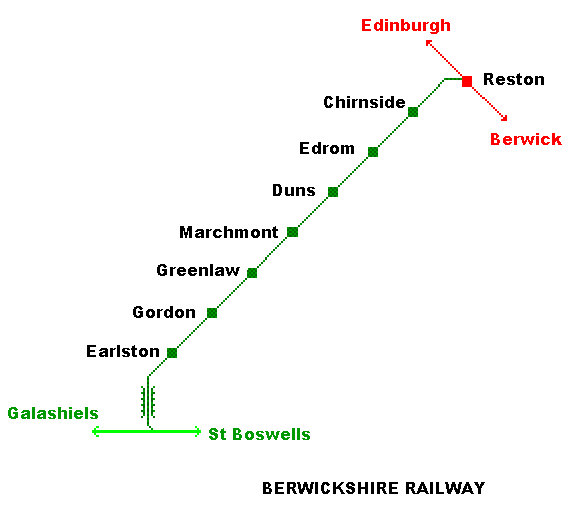 Edinburgh
Reston
Chirnside
Berwick
Edrom
Duns
Marchmont
Greenlaw
Gordon
Earlston
Galashiels
St Boswells
BERWICKSHIRE RAILWAY